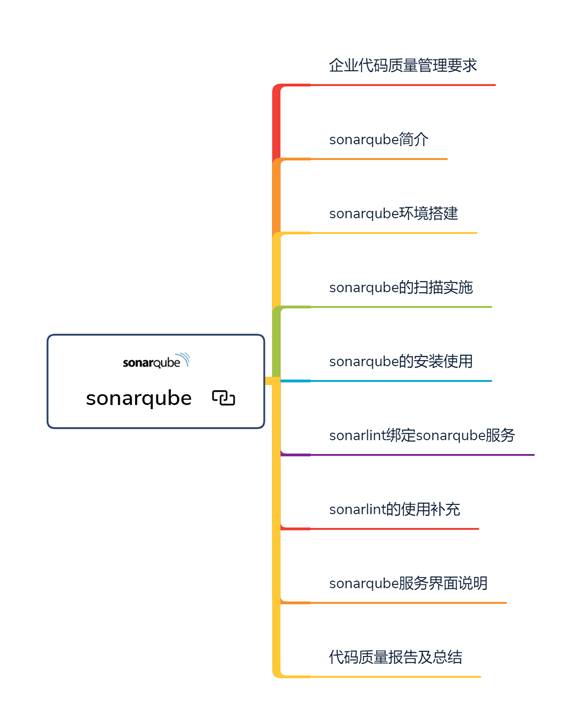 企业代码质量管理要求
sonarqube简介
sonarqube环境搭建
sonarqube的扫描实施
sonarqube
sonarqube
sonarqube的安装使用
sonarlint绑定sonarqube服务
sonarlint的使用补充
sonarqube服务界面说明
代码质量报告及总结